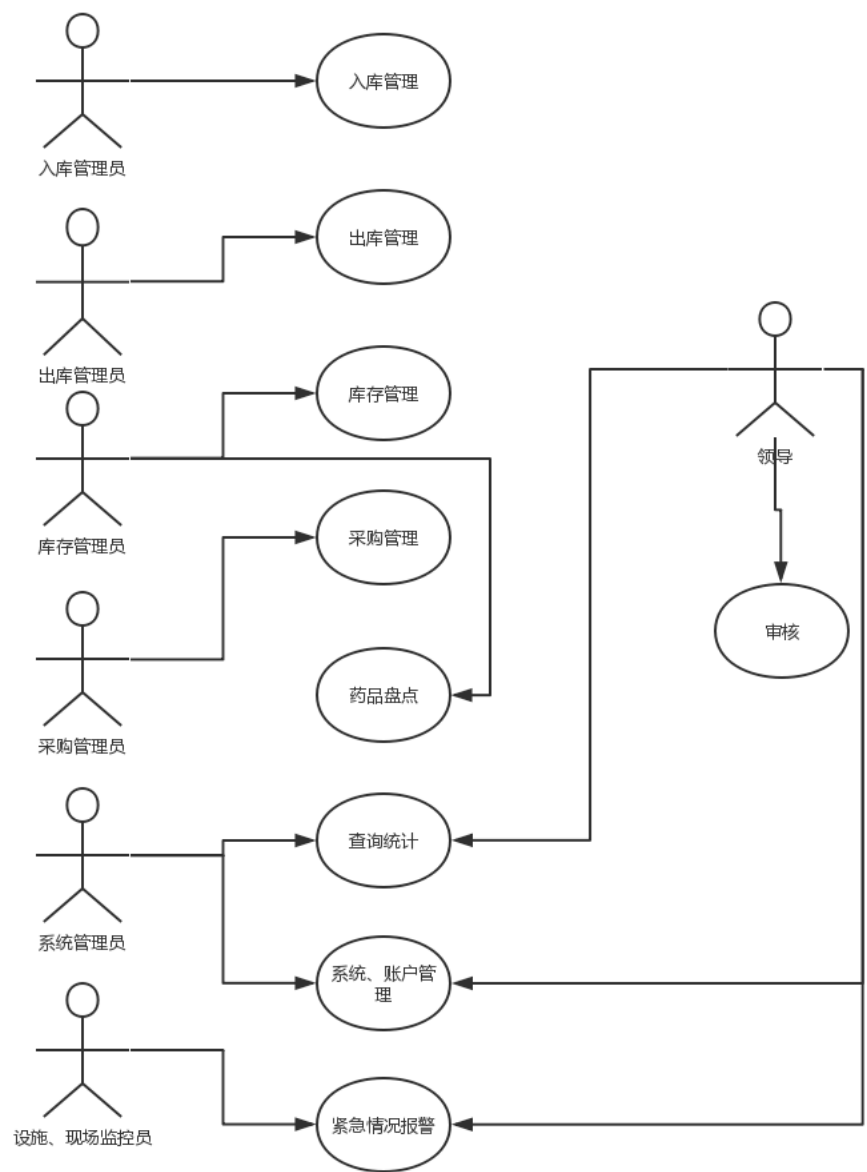 入库管理
入库管理员
出库管理
出库管理员
库存管理
领导
采购管理
库存管理员
审核
药品盘点
采购管理员
查询统计
系统管理员
系统、账户管
理
紧急情况报警
设施、现场监控员